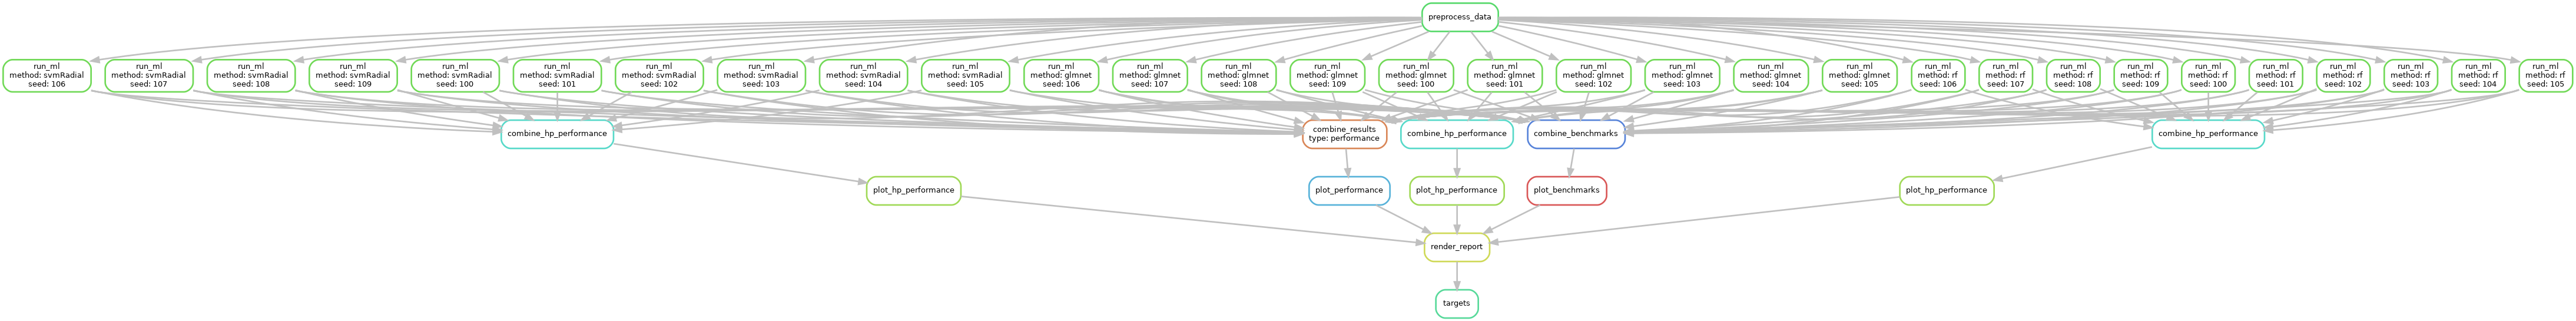 preprocess_data
run_ml
method: svmRadial
seed: 106
run_ml
method: svmRadial
seed: 107
run_ml
method: svmRadial
seed: 108
run_ml
method: svmRadial
seed: 109
run_ml
method: svmRadial
seed: 100
run_ml
method: svmRadial
seed: 101
run_ml
method: svmRadial
seed: 102
run_ml
method: svmRadial
seed: 103
run_ml
method: svmRadial
seed: 104
run_ml
method: svmRadial
seed: 105
run_ml
method: glmnet
seed: 106
run_ml
method: glmnet
seed: 107
run_ml
method: glmnet
seed: 108
run_ml
method: glmnet
seed: 109
run_ml
method: glmnet
seed: 100
run_ml
method: glmnet
seed: 101
run_ml
method: glmnet
seed: 102
run_ml
method: glmnet
seed: 103
run_ml
method: glmnet
seed: 104
run_ml
method: glmnet
seed: 105
run_ml
method: rf
seed: 106
run_ml
method: rf
seed: 107
run_ml
method: rf
seed: 108
run_ml
method: rf
seed: 109
run_ml
method: rf
seed: 100
run_ml
method: rf
seed: 101
run_ml
method: rf
seed: 102
run_ml
method: rf
seed: 103
run_ml
method: rf
seed: 104
run_ml
method: rf
seed: 105
combine_hp_performance
combine_results
type: performance
combine_hp_performance
combine_benchmarks
combine_hp_performance
plot_hp_performance
plot_performance
plot_hp_performance
plot_benchmarks
plot_hp_performance
render_report
targets